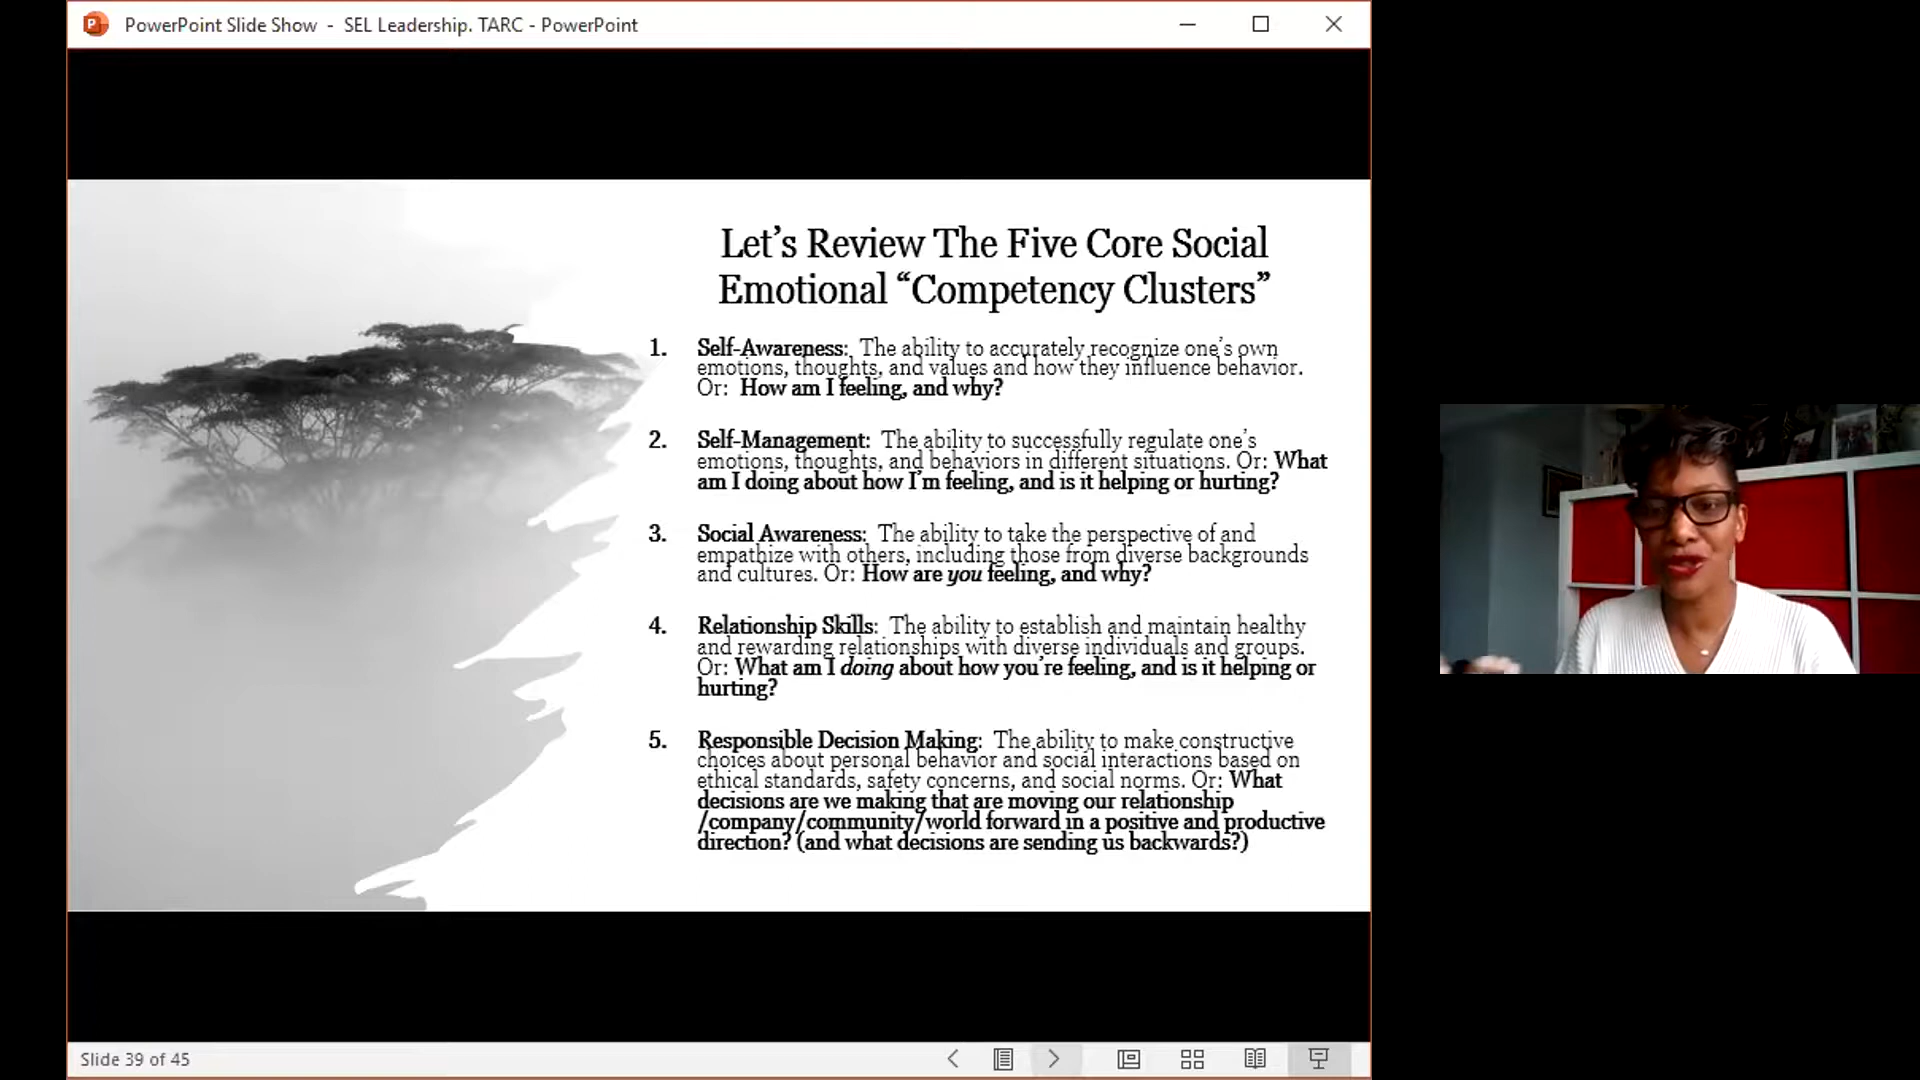 PowerPoint Slide Show - SEL Leadership. TARC - PowerPoint
Let’s Review The Five Core Social
Emotional “Competency Clusters”
1. Self-Awareness: The ability to accurately recognize one’s own
emotions, thoughts, and values and how they influence behavior.
Or: How am I feeling, and why?
2. Self-Management: The ability to successfully regulate one’s
emotions, thoughts, and behaviors in different situations. Or: What
am I doing about how I’m feeling, and is it helping or hurting?
3. Social Awareness: The ability to take the perspective of and
empathize with others, including those from diverse backgrounds
and cultures. Or: How are you feeling, and why?
4. Relationship Skills: The ability to establish and maintain healthy
and rewarding relationships with diverse individuals and groups.
Or: What am I doing about how you’re feeling, and is it helping or
hurting?
5. Responsible Decision Making: The ability to make constructive
choices about personal behavior and social interactions based on
ethical standards, safety concerns, and social norms. Or: What
decisions are we making that are moving our relationship
/company/community/world forward in a positive and productive
direction? (and what decisions are sending us backwards?)
Slide 39 of 45